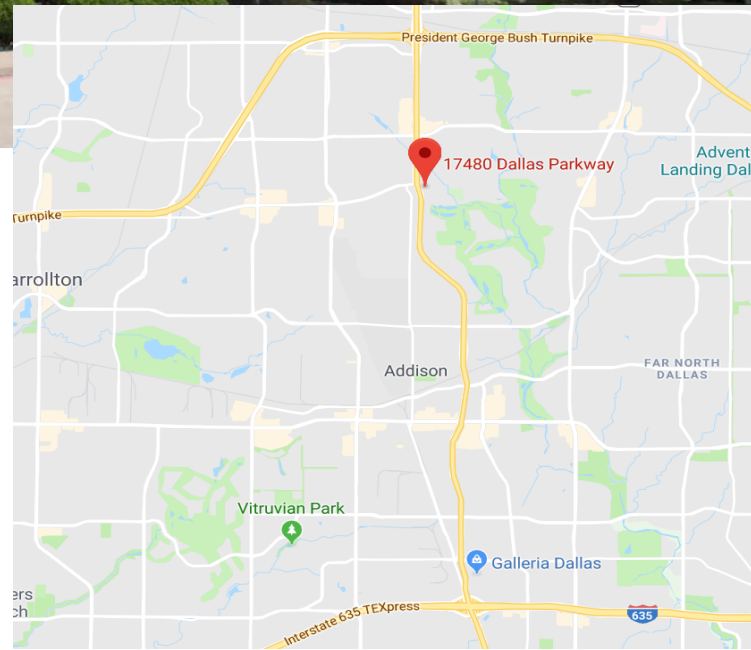 President George Bush Turnpike
17480 Dallas Parkway
Advent
Landing Dal
Turnpike
arrollton
Addison
FAR NORTH
DALLAS
Vitruvian Park
Galleria Dallas
ers
ch
Interstate 635 TEXpress
635